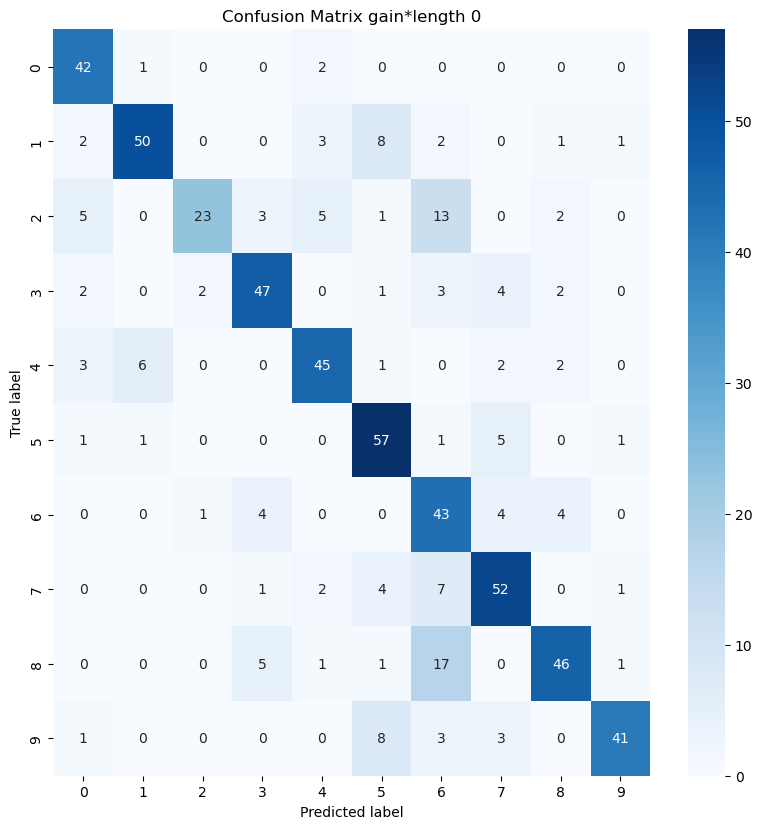 Confusion Matrix gain*length 0
0 42 1 0 0 2 0 0 0 0 0
1 2 50 0 0 3 8 2 0 1 1
2 5 0 23 3 5 1 13 0 2 0
3 2 0 2 47 0 1 3 4 2 0
4 3 6 0 0 45 1 0 2 2 0
5 1 1 0 0 0 57 1 5 0 1
6 0 0 1 4 0 0 43 4 4 0
7 0 0 0 1 2 4 7 52 0 1
8 0 0 0 5 1 1 17 0 46 1
9 1 0 0 0 0 8 3 3 0 41
0 1 2 3 4 5 6 7 8 9
Predicted label
True label
50
40
30
20
10
0